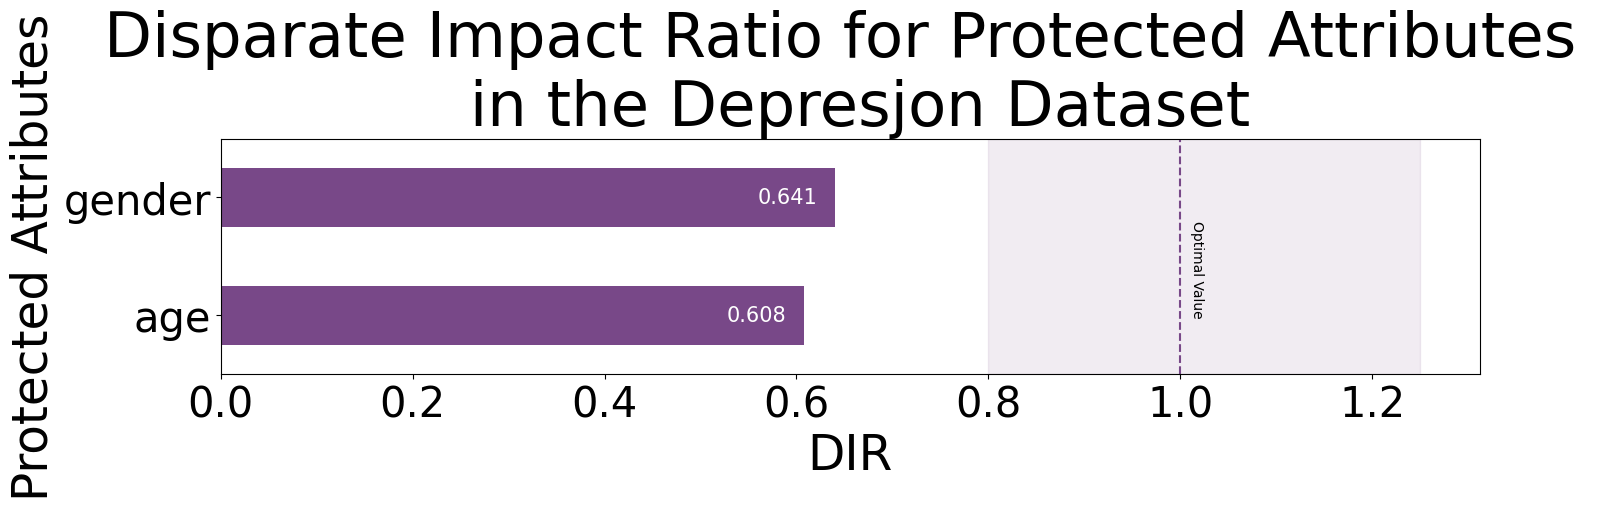 Disparate Impact Ratio for Protected Attributes
in the Depresjon Dataset
Protected Attributes
gender
0.641
age
0.608
Optimal Value
0.0 0.2 0.4 0.6 0.8 1.0 1.2
DIR